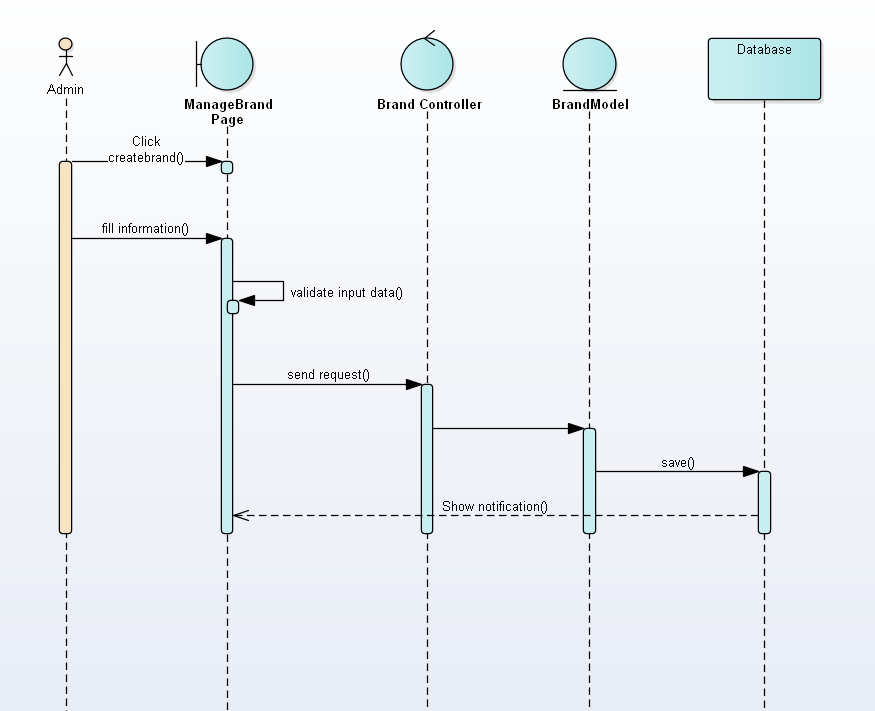 Database
Admin
ManageBrand
Page
Brand Controller
BrandModel
Click
createbrand()
fill information()
validate input data()
send request()
save()
Show notification()